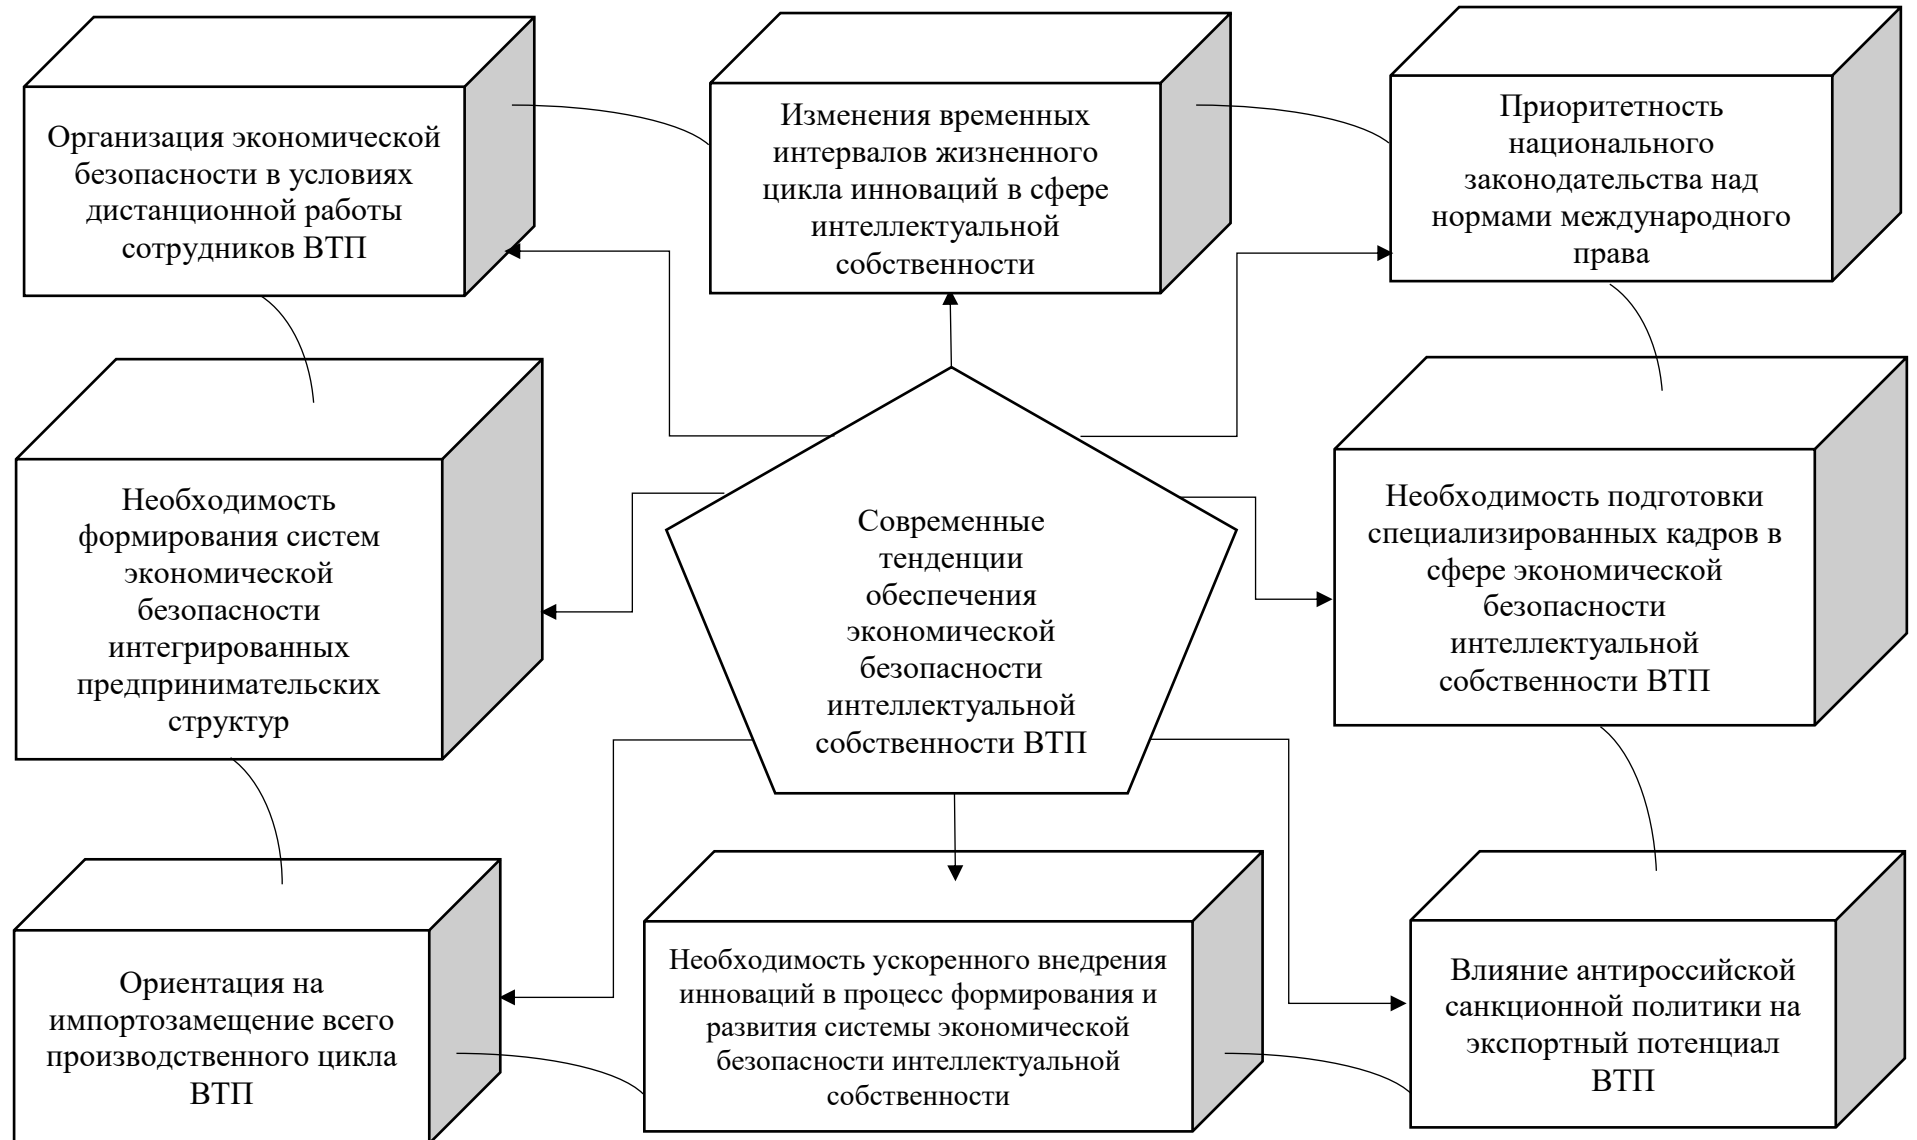 Организация экономической
безопасности в условиях
дистанционной работы
сотрудников ВТП
Изменения временных
интервалов жизненного
цикла инноваций в сфере
интеллектуальной
собственности
Приоритетность
национального
законодательства над
нормами международного
права
Необходимость
формирования систем
экономической
безопасности
интегрированных
предпринимательских
структур
Современные
тенденции
обеспечения
экономической
безопасности
интеллектуальной
собственности ВТП
Необходимость подготовки
специализированных кадров в
сфере экономической
безопасности
интеллектуальной
собственности ВТП
Ориентация на
импортозамещение всего
производственного цикла
ВТП
Необходимость ускоренного внедрения
инноваций в процесс формирования и
развития системы экономической
безопасности интеллектуальной
собственности
Влияние антироссийской
санкционной политики на
экспортный потенциал
ВТП